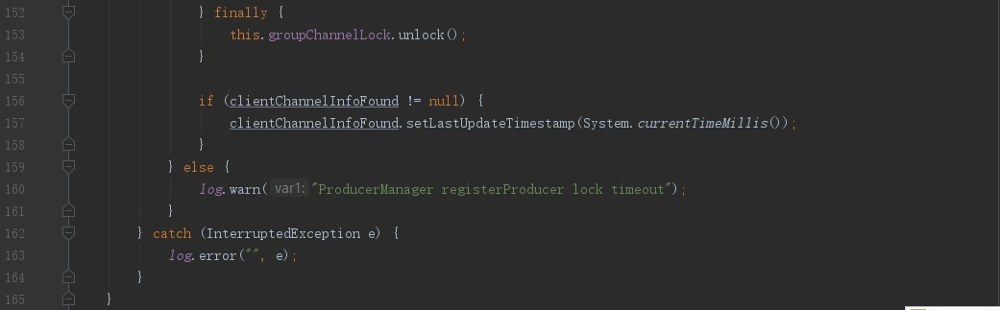 152 } finally {
153 this.groupChannelLock.unlock();
154 }
155
156 if (clientChannelInfoFound != null) {
157 clientChannelInfoFound.setLastUpdateTimestamp(System.currentTimeMillis());
158 }
159 } else {
160 log.warn( var1: "ProducerManager registerProducer lock timeout");
161 }
162 } catch (InterruptedException e) {
163 log.error("", e);
164 }
165 }